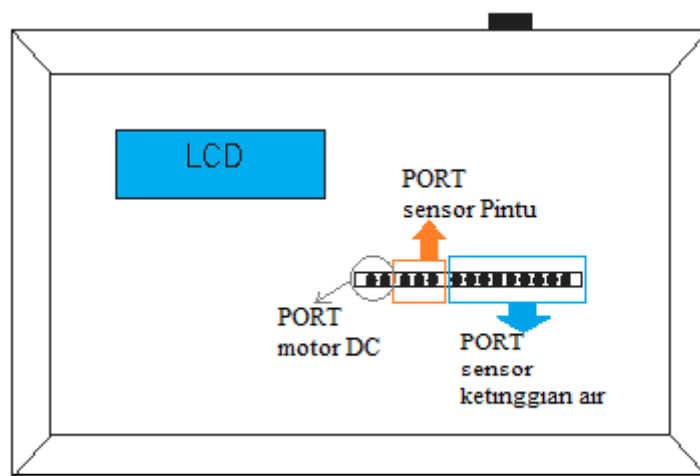 LCD
PORT
sensor Pintu
PORT
motor DC
PORT
sensor
ketinggian air